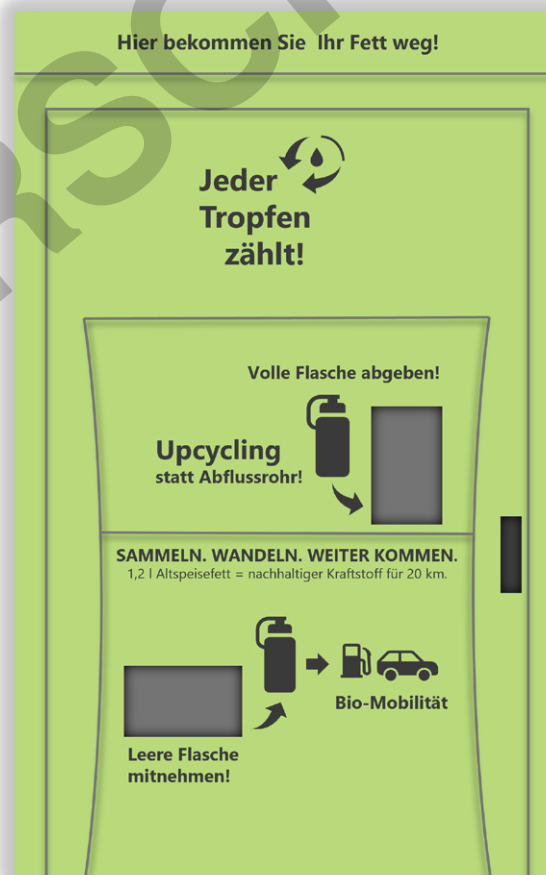 Hier bekommen Sie Ihr Fett weg!
Jeder
Tropfen
zählt!
Volle Flasche abgeben!
Upcycling
statt Abflussrohr!
SAMMELN. WANDELN. WEITER KOMMEN.
1,2 l Altspeisefett = nachhaltiger Kraftstoff für 20 km.
Bio-Mobilität
Leere Flasche
mitnehmen!